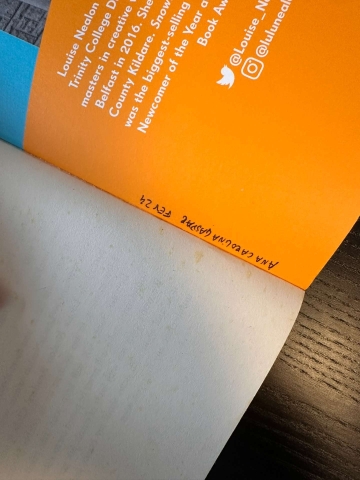 Louise Nealon
Trinity College D
masters in creative
Belfast in 2016. She
County Kildare. Snow
was the biggest-selling
Newcomer of the Year a
Book Aw
@Louise_N
@luluneal
ANA CAROLINA GASPAR FEV 24